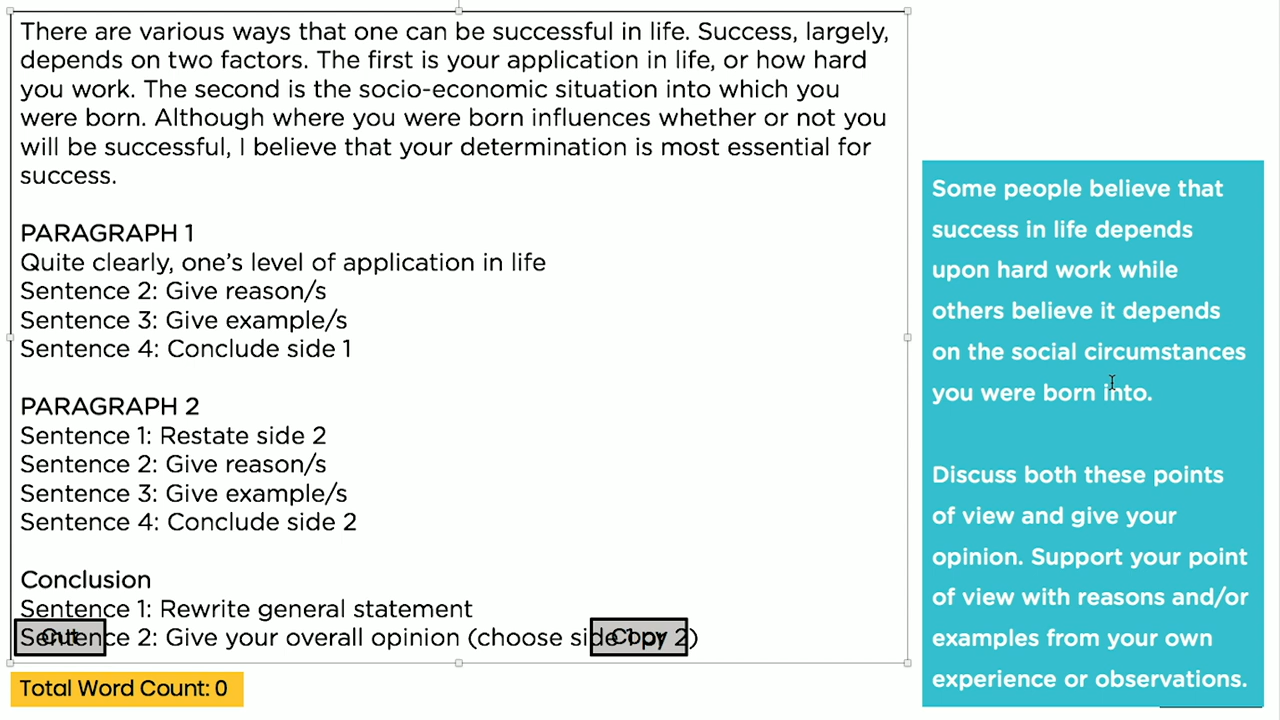 There are various ways that one can be successful in life. Success, largely,
depends on two factors. The first is your application in life, or how hard
you work. The second is the socio-economic situation into which you
were born. Although where you were born influences whether or not you
will be successful, I believe that your determination is most essential for
success.
PARAGRAPH 1
Quite clearly, one's level of application in life
Sentence 2: Give reason/s
Sentence 3: Give example/s
Sentence 4: Conclude side 1
PARAGRAPH 2
Sentence 1: Restate side 2
Sentence 2: Give reason/s
Sentence 3: Give example/s
Sentence 4: Conclude side 2
Conclusion
Sentence 1: Rewrite general statement
Sentence 2: Give your overall opinion (choose side 1 or 2)
Cut
Copy
Total Word Count: 0
Some people believe that
success in life depends
upon hard work while
others believe it depends
on the social circumstances
you were born into.
Discuss both these points
of view and give your
opinion. Support your point
of view with reasons and/or
examples from your own
experience or observations.